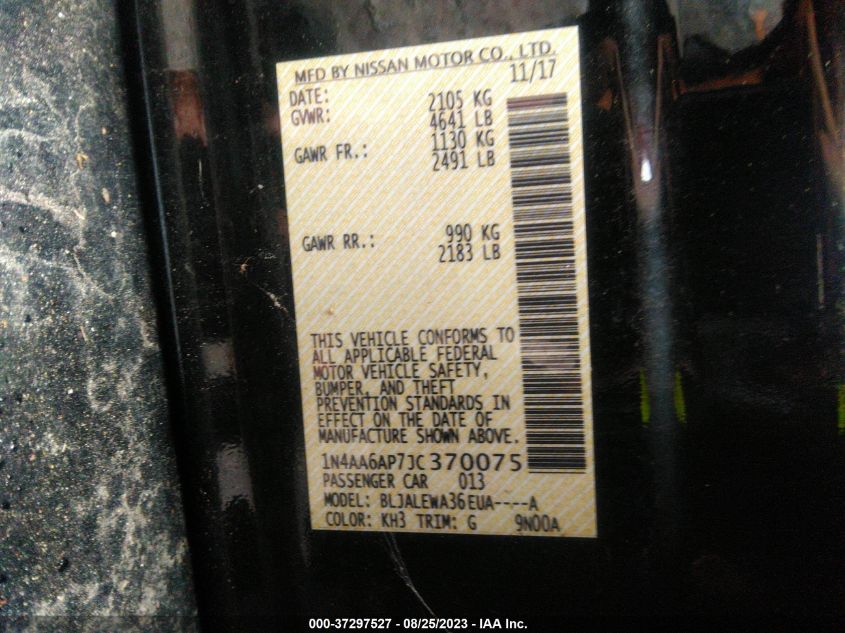 MFD BY NISSAN MOTOR CO., LTD.
DATE: 11/17
GVWR: 2105 KG
4641 LB
GAWR FR.: 1130 KG
2491 LB
GAWR RR.: 990 KG
2183 LB
THIS VEHICLE CONFORMS TO
ALL APPLICABLE FEDERAL
MOTOR VEHICLE SAFETY,
BUMPER, AND THEFT
PREVENTION STANDARDS IN
EFFECT ON THE DATE OF
MANUFACTURE SHOWN ABOVE.
1N4AA6AP7JC370075
PASSENGER CAR 013
MODEL: BLJALEWA36EUA----A
COLOR: KH3 TRIM: G 9N00A
000-37297527 - 08/25/2023 - IAA Inc.